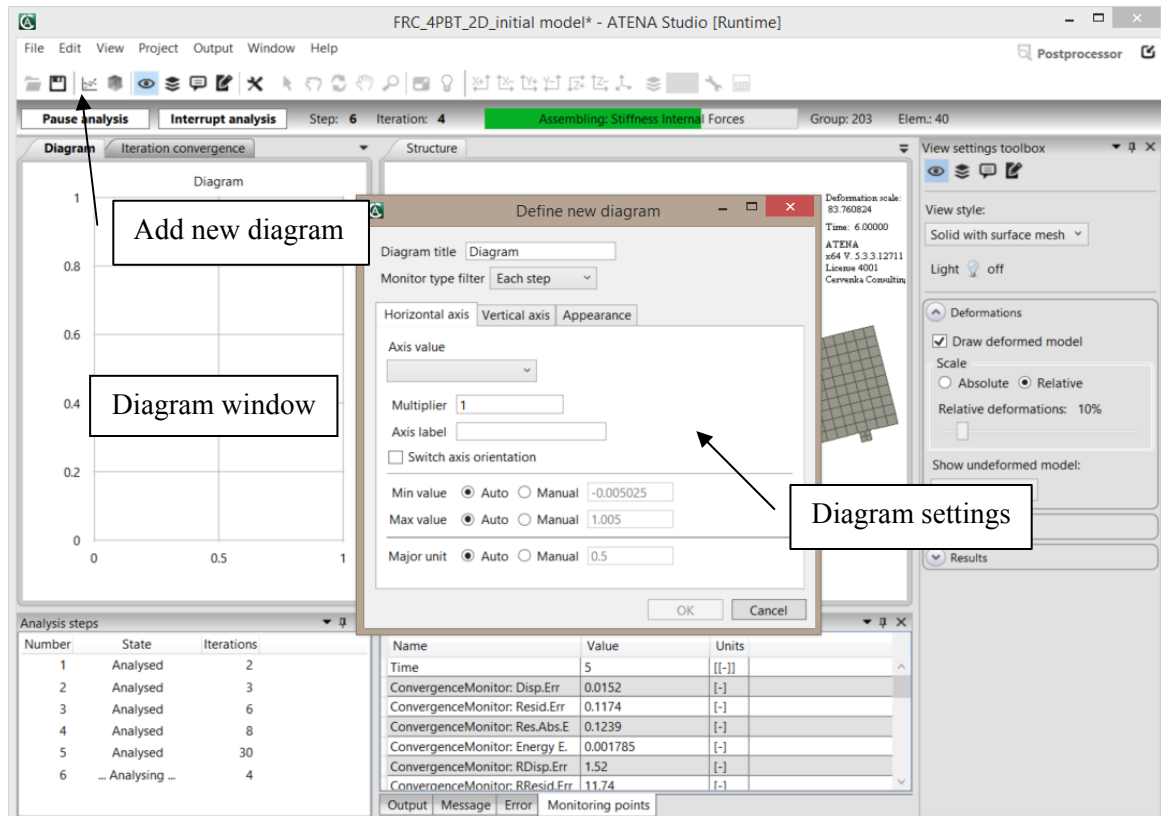 FRC_4PBT_2D_initial model* - ATENA Studio [Runtime]
File Edit View Project Output Window Help
Postprocessor
Pause analysis Interrupt analysis Step: 6 Iteration: 4 Assembling: Stiffness Internal Forces Group: 203 Elem.: 40
Diagram Iteration convergence
Structure
View settings toolbox
Diagram
1
0.8
0.6
0.4
0.2
0
0 0.5 1
Add new diagram
Diagram window
Define new diagram
Diagram title Diagram
Monitor type filter Each step
Horizontal axis Vertical axis Appearance
Axis value
Multiplier 1
Axis label
Switch axis orientation
Min value Auto Manual -0.005025
Max value Auto Manual 1.005
Major unit Auto Manual 0.5
OK Cancel
Deformation scale:
83.760824
Time: 6.00000
ATENA
x64 V. 5.3.3.12711
License 4001
Cervenka Consulting
Diagram settings
View style:
Solid with surface mesh
Light off
Deformations
Draw deformed model
Scale
Absolute Relative
Relative deformations: 10%
Show undeformed model:
Results
Analysis steps
Number State Iterations
1 Analysed 2
2 Analysed 3
3 Analysed 6
4 Analysed 8
5 Analysed 30
6 ... Analysing ... 4
Name Value Units
Time 5 [[-]]
ConvergenceMonitor: Disp.Err 0.0152 [-]
ConvergenceMonitor: Resid.Err 0.1174 [-]
ConvergenceMonitor: Res.Abs.E 0.1239 [-]
ConvergenceMonitor: Energy E. 0.001785 [-]
ConvergenceMonitor: RDisp.Err 1.52 [-]
ConvergenceMonitor: RResid.Err 11.74 [-]
Output Message Error Monitoring points